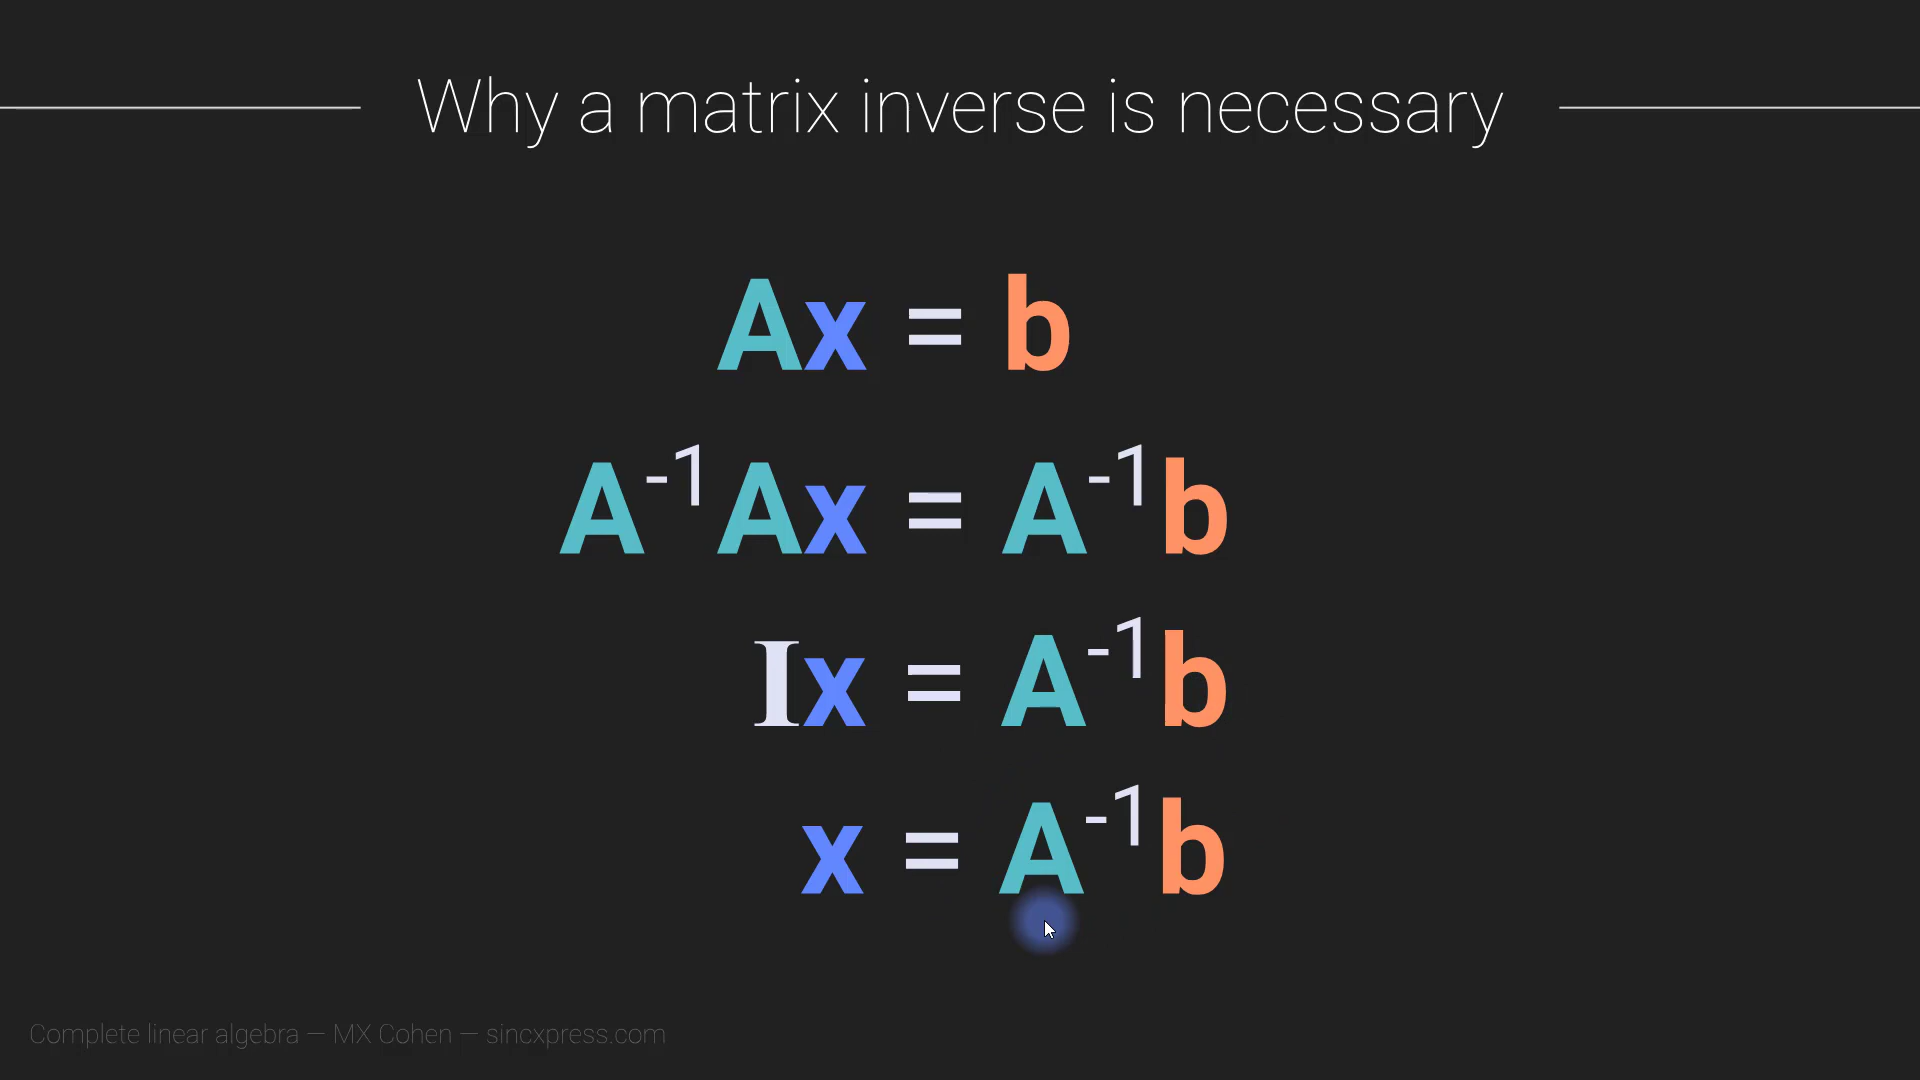 Why a matrix inverse is necessary
Ax = b
A⁻¹Ax = A⁻¹b
Ix = A⁻¹b
x = A⁻¹b
Complete linear algebra — MX Cohen — sincxpress.com